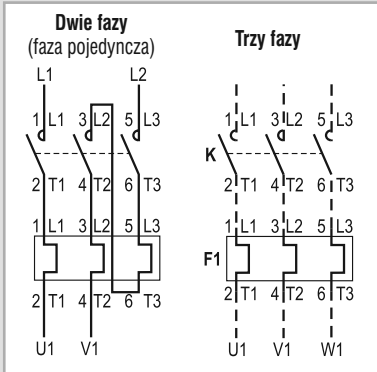 Dwie fazy
(faza pojedyncza)
L1 L2
1 L1 3 L2 5 L3
2 T1 4 T2 6 T3
1 L1 3 L2 5 L3
2 T1 4 T2 6 T3
U1 V1
Trzy fazy
1 L1 3 L2 5 L3
K
2 T1 4 T2 6 T3
1 L1 3 L2 5 L3
F1
2 T1 4 T2 6 T3
U1 V1 W1